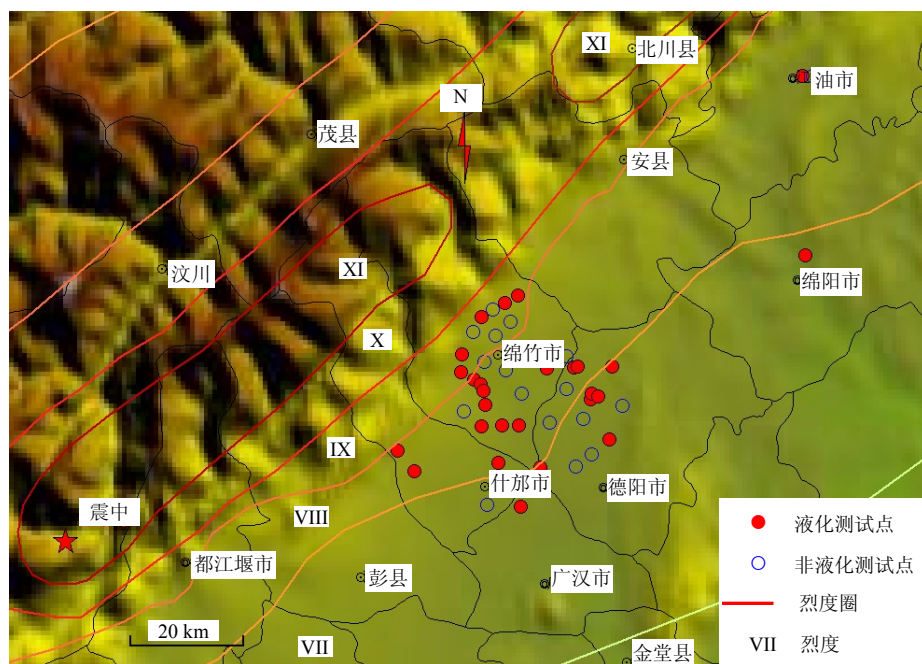 XI
北川县
油市
N
茂县
安县
汶川
XI
绵阳市
X
绵竹市
IX
什邡市
德阳市
震中
VIII
都江堰市
彭县
广汉市
20 km
VII
金堂县
液化测试点
非液化测试点
烈度圈
VII 烈度